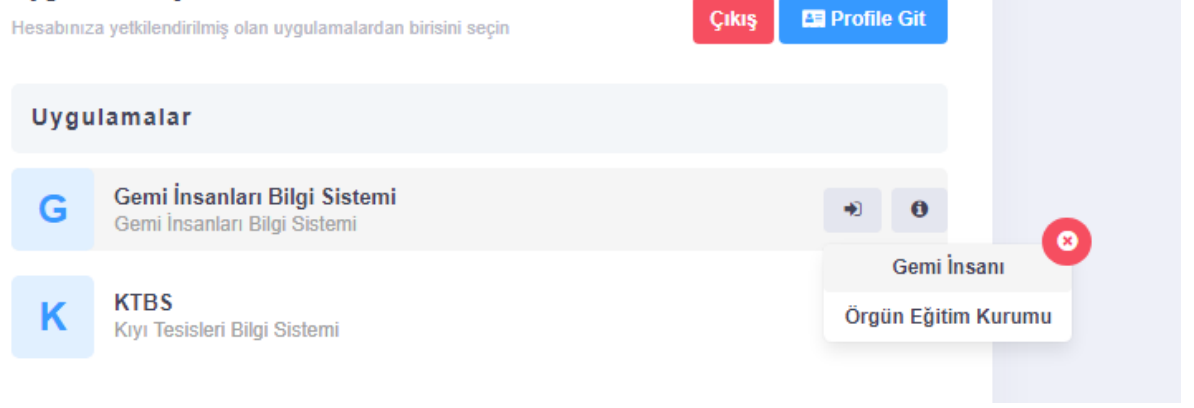 Hesabınıza yetkilendirilmiş olan uygulamalardan birisini seçin
Çıkış
Profile Git
Uygulamalar
G
Gemi İnsanları Bilgi Sistemi
Gemi İnsanları Bilgi Sistemi
Gemi İnsanı
Örgün Eğitim Kurumu
K
KTBS
Kıyı Tesisleri Bilgi Sistemi